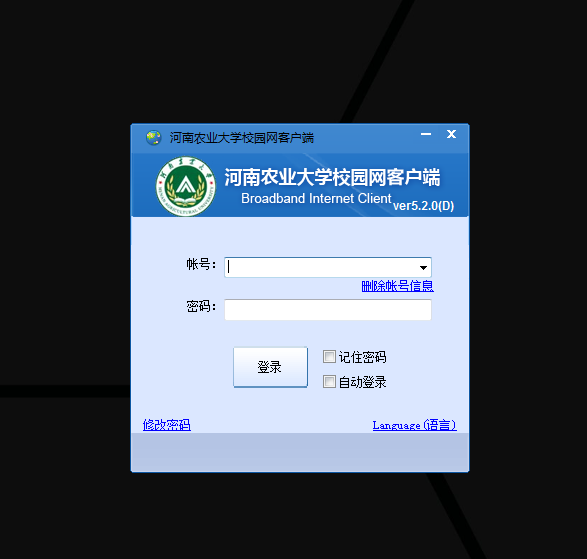 河南农业大学校园网客户端
河南农业大学校园网客户端
Broadband Internet Client ver5.2.0(D)
帐号：
删除帐号信息
密码：
登录
记住密码
自动登录
修改密码
Language(语言)